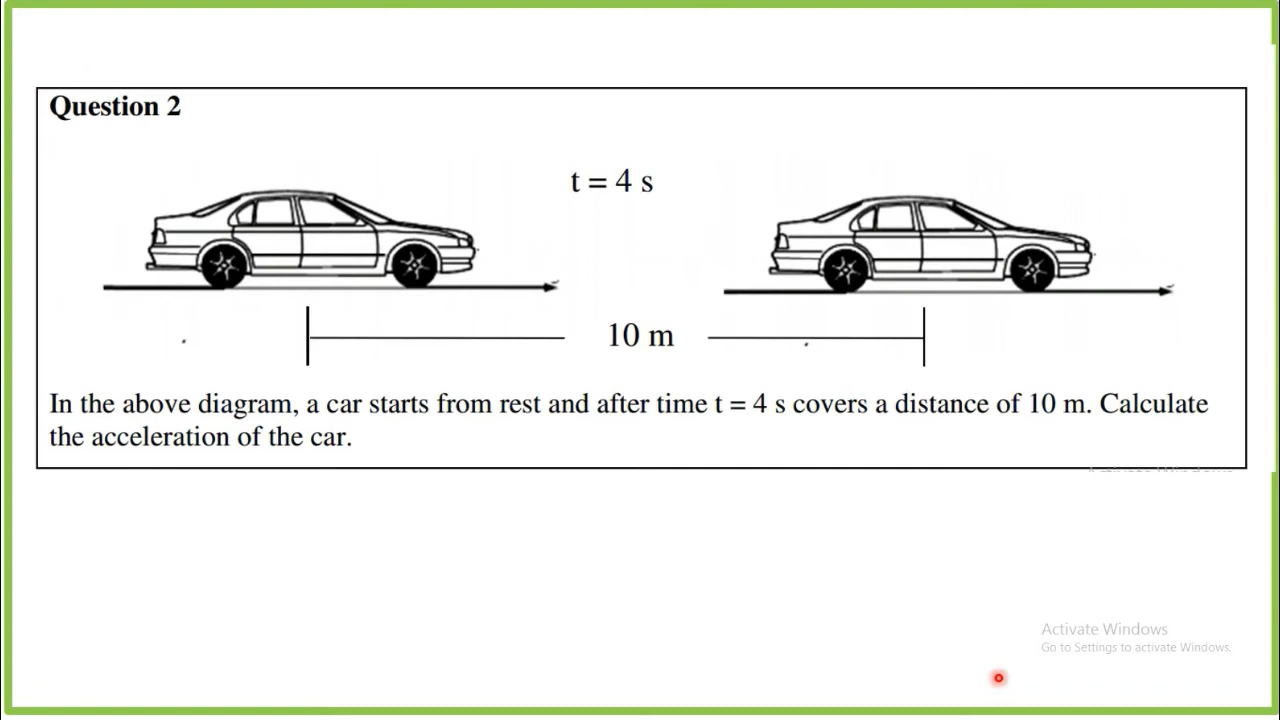 Question 2
t = 4 s
10 m
In the above diagram, a car starts from rest and after time t = 4 s covers a distance of 10 m. Calculate
the acceleration of the car.
Activate Windows
Go to Settings to activate Windows.